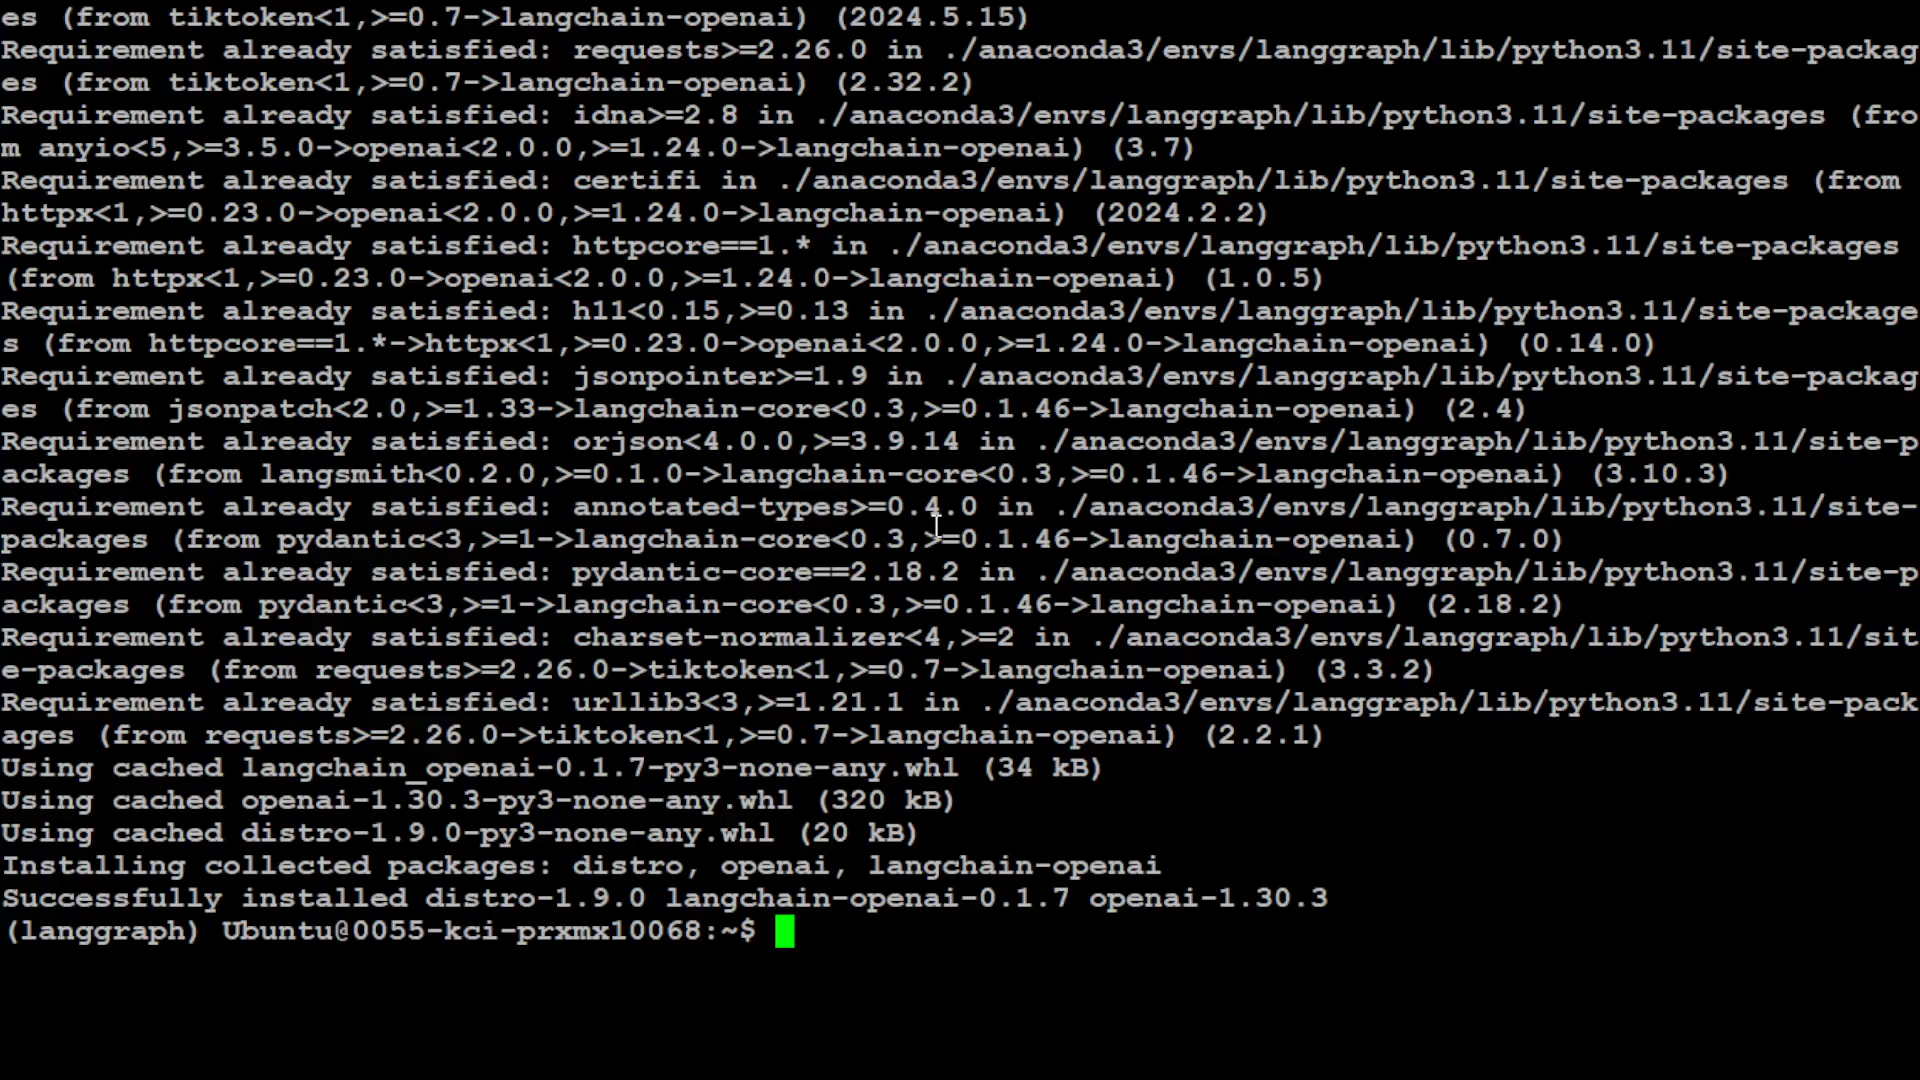 es (from tiktoken<1,>=0.7->langchain-openai) (2024.5.15)
Requirement already satisfied: requests>=2.26.0 in ./anaconda3/envs/langgraph/lib/python3.11/site-packag
es (from tiktoken<1,>=0.7->langchain-openai) (2.32.2)
Requirement already satisfied: idna>=2.8 in ./anaconda3/envs/langgraph/lib/python3.11/site-packages (fro
m anyio<5,>=3.5.0->openai<2.0.0,>=1.24.0->langchain-openai) (3.7)
Requirement already satisfied: certifi in ./anaconda3/envs/langgraph/lib/python3.11/site-packages (from
httpx<1,>=0.23.0->openai<2.0.0,>=1.24.0->langchain-openai) (2024.2.2)
Requirement already satisfied: httpcore==1.* in ./anaconda3/envs/langgraph/lib/python3.11/site-packages
(from httpx<1,>=0.23.0->openai<2.0.0,>=1.24.0->langchain-openai) (1.0.5)
Requirement already satisfied: h11<0.15,>=0.13 in ./anaconda3/envs/langgraph/lib/python3.11/site-package
s (from httpcore==1.*->httpx<1,>=0.23.0->openai<2.0.0,>=1.24.0->langchain-openai) (0.14.0)
Requirement already satisfied: jsonpointer>=1.9 in ./anaconda3/envs/langgraph/lib/python3.11/site-packag
es (from jsonpatch<2.0,>=1.33->langchain-core<0.3,>=0.1.46->langchain-openai) (2.4)
Requirement already satisfied: orjson<4.0.0,>=3.9.14 in ./anaconda3/envs/langgraph/lib/python3.11/site-p
ackages (from langsmith<0.2.0,>=0.1.0->langchain-core<0.3,>=0.1.46->langchain-openai) (3.10.3)
Requirement already satisfied: annotated-types>=0.4.0 in ./anaconda3/envs/langgraph/lib/python3.11/site-
packages (from pydantic<3,>=1->langchain-core<0.3,>=0.1.46->langchain-openai) (0.7.0)
Requirement already satisfied: pydantic-core==2.18.2 in ./anaconda3/envs/langgraph/lib/python3.11/site-p
ackages (from pydantic<3,>=1->langchain-core<0.3,>=0.1.46->langchain-openai) (2.18.2)
Requirement already satisfied: charset-normalizer<4,>=2 in ./anaconda3/envs/langgraph/lib/python3.11/sit
e-packages (from requests>=2.26.0->tiktoken<1,>=0.7->langchain-openai) (3.3.2)
Requirement already satisfied: urllib3<3,>=1.21.1 in ./anaconda3/envs/langgraph/lib/python3.11/site-pack
ages (from requests>=2.26.0->tiktoken<1,>=0.7->langchain-openai) (2.2.1)
Using cached langchain_openai-0.1.7-py3-none-any.whl (34 kB)
Using cached openai-1.30.3-py3-none-any.whl (320 kB)
Using cached distro-1.9.0-py3-none-any.whl (20 kB)
Installing collected packages: distro, openai, langchain-openai
Successfully installed distro-1.9.0 langchain-openai-0.1.7 openai-1.30.3
(langgraph) Ubuntu@0055-kci-prxmx10068:~$